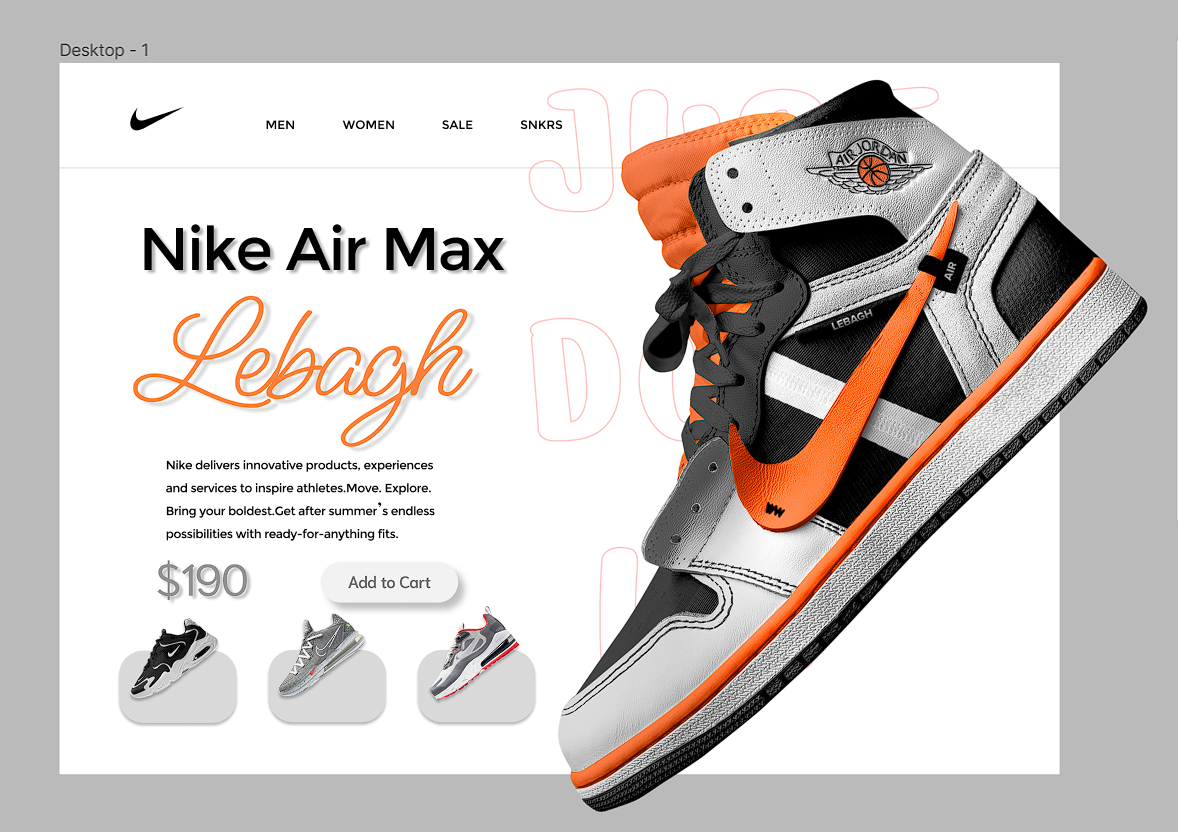 Desktop - 1
MEN WOMEN SALE SNKRS
JUST
Nike Air Max
Lebagh
DO
I
Nike delivers innovative products, experiences
and services to inspire athletes.Move. Explore.
Bring your boldest.Get after summer’s endless
possibilities with ready-for-anything fits.
$190
Add to Cart
AIR JORDAN
AIR
LEBAGH